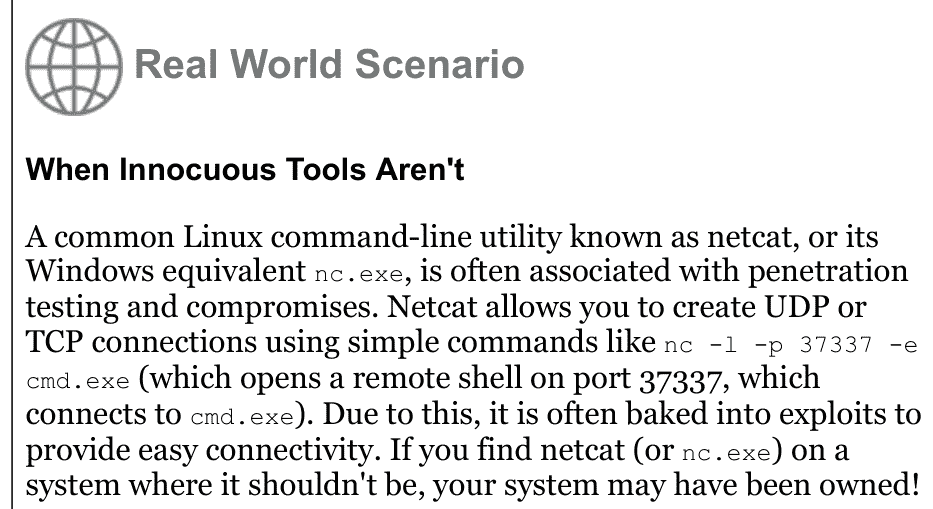 Real World Scenario
When Innocuous Tools Aren't
A common Linux command-line utility known as netcat, or its
Windows equivalent nc.exe, is often associated with penetration
testing and compromises. Netcat allows you to create UDP or
TCP connections using simple commands like nc -l -p 37337 -e
cmd.exe (which opens a remote shell on port 37337, which
connects to cmd.exe). Due to this, it is often baked into exploits to
provide easy connectivity. If you find netcat (or nc.exe) on a
system where it shouldn't be, your system may have been owned!